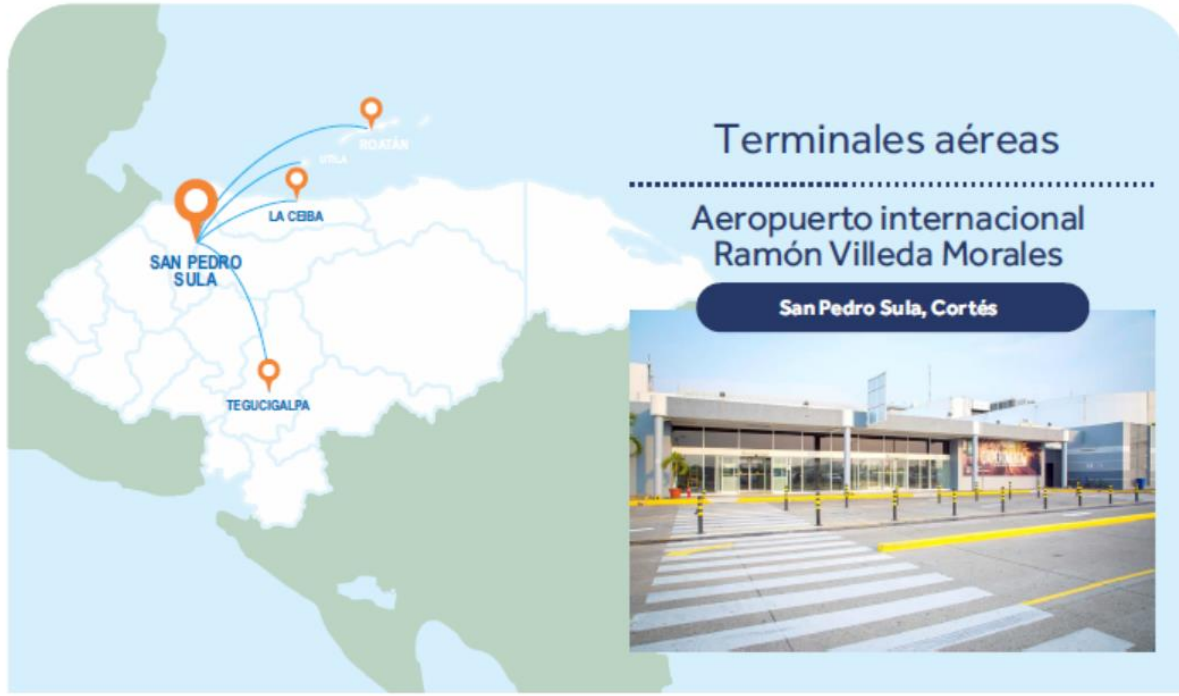 Terminales aéreas
Aeropuerto internacional
Ramón Villeda Morales
San Pedro Sula, Cortés
ROATÁN
UTILA
LA CEIBA
SAN PEDRO
SULA
TEGUCIGALPA